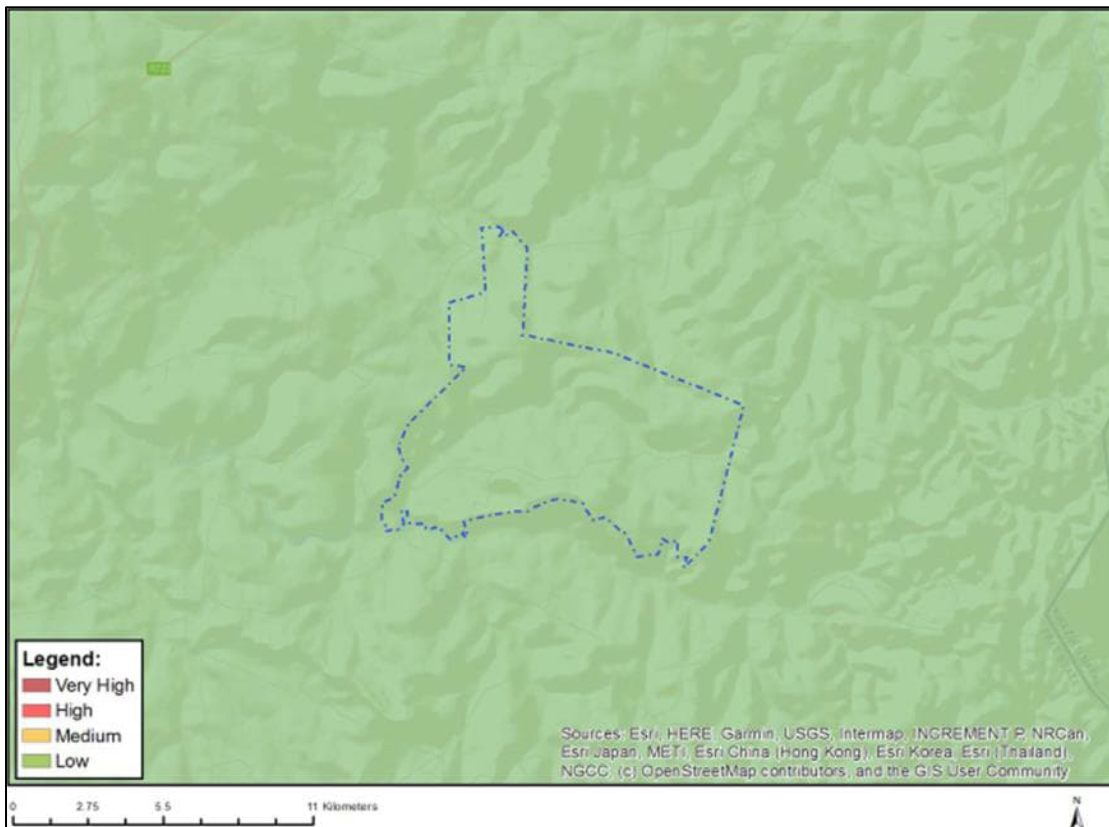 Legend:
Very High
High
Medium
Low
Sources: Esri, HERE, Garmin, USGS, Intermap, INCREMENT P, NRCan,
Esri Japan, METI, Esri China (Hong Kong), Esri Korea, Esri (Thailand),
NGCC, (c) OpenStreetMap contributors, and the GIS User Community
0 2.75 5.5 11 Kilometers
N